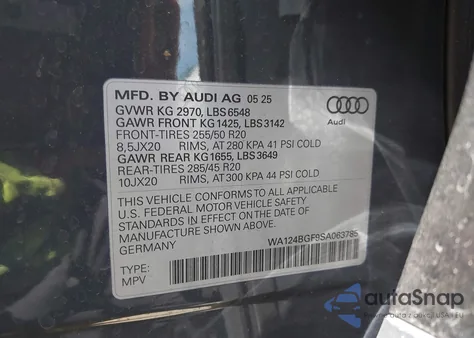 MFD. BY AUDI AG 05 25
GVWR KG 2970, LBS 6548
GAWR FRONT KG 1425, LBS 3142
FRONT-TIRES 255/50 R20
8,5JX20 RIMS, AT 280 KPA 41 PSI COLD
GAWR REAR KG 1655, LBS 3649
REAR-TIRES 285/45 R20
10JX20 RIMS, AT 300 KPA 44 PSI COLD
THIS VEHICLE CONFORMS TO ALL APPLICABLE
U.S. FEDERAL MOTOR VEHICLE SAFETY STAN-
DARDS IN EFFECT ON THE DATE OF
MANUFACTURE SHOWN ABOVE.
GERMANY
WA124BGF9SA063785
TYPE:
MPV
Audi
autoSnap